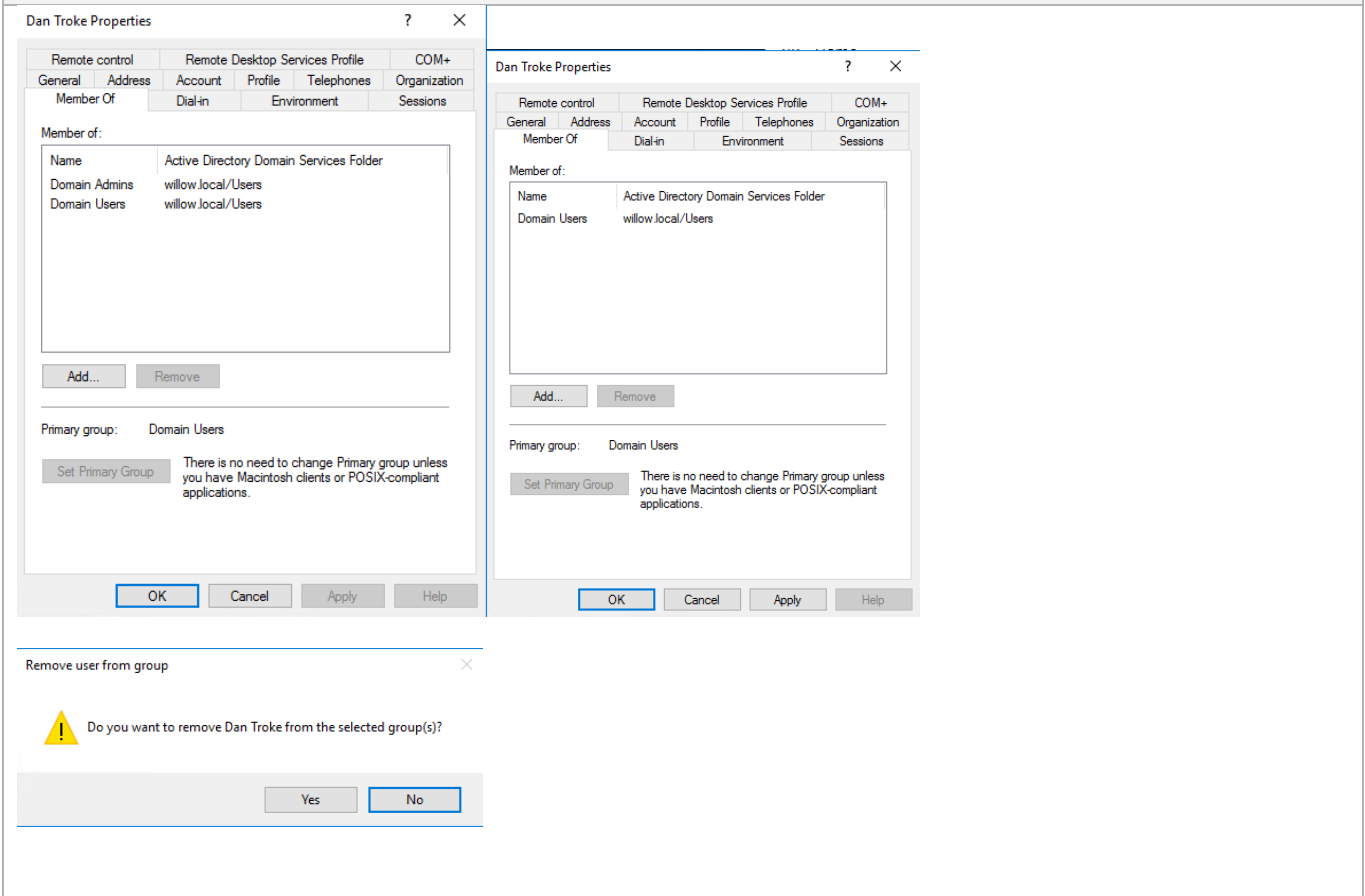 Dan Troke Properties
?
Remote control Remote Desktop Services Profile COM+
General Address Account Profile Telephones Organization
Member Of Dial-in Environment Sessions
Member of:
Name Active Directory Domain Services Folder
Domain Admins willow.local/Users
Domain Users willow.local/Users
Add... Remove
Primary group: Domain Users
Set Primary Group
There is no need to change Primary group unless
you have Macintosh clients or POSIX-compliant
applications.
OK Cancel Apply Help
Dan Troke Properties
?
Remote control Remote Desktop Services Profile COM+
General Address Account Profile Telephones Organization
Member Of Dial-in Environment Sessions
Member of:
Name Active Directory Domain Services Folder
Domain Users willow.local/Users
Add... Remove
Primary group: Domain Users
Set Primary Group
There is no need to change Primary group unless
you have Macintosh clients or POSIX-compliant
applications.
OK Cancel Apply Help
Remove user from group
Do you want to remove Dan Troke from the selected group(s)?
Yes No